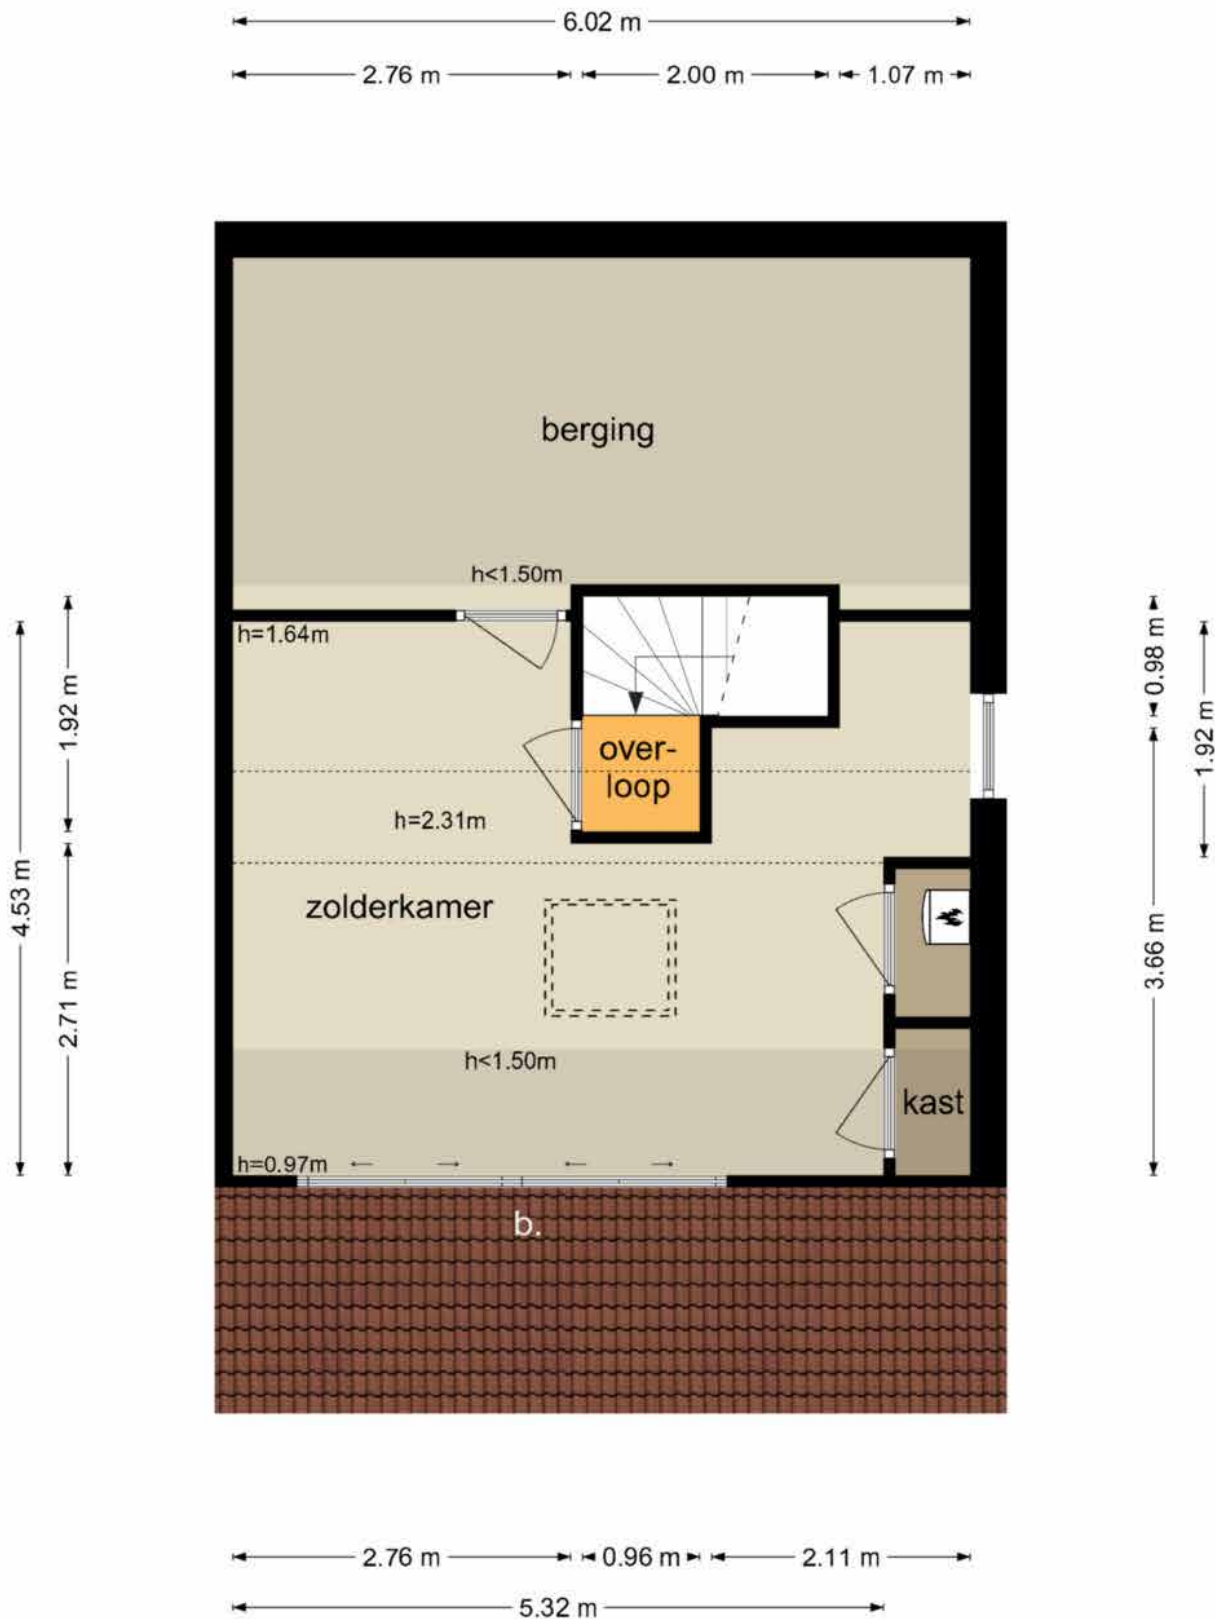 6.02 m
2.76 m
2.00 m
1.07 m
berging
h<1.50m
h=1.64m
0.98 m
1.92 m
1.92 m
over-
loop
h=2.31m
4.53 m
zolderkamer
3.66 m
2.71 m
h<1.50m
kast
h=0.97m
b.
2.76 m
0.96 m
2.11 m
5.32 m